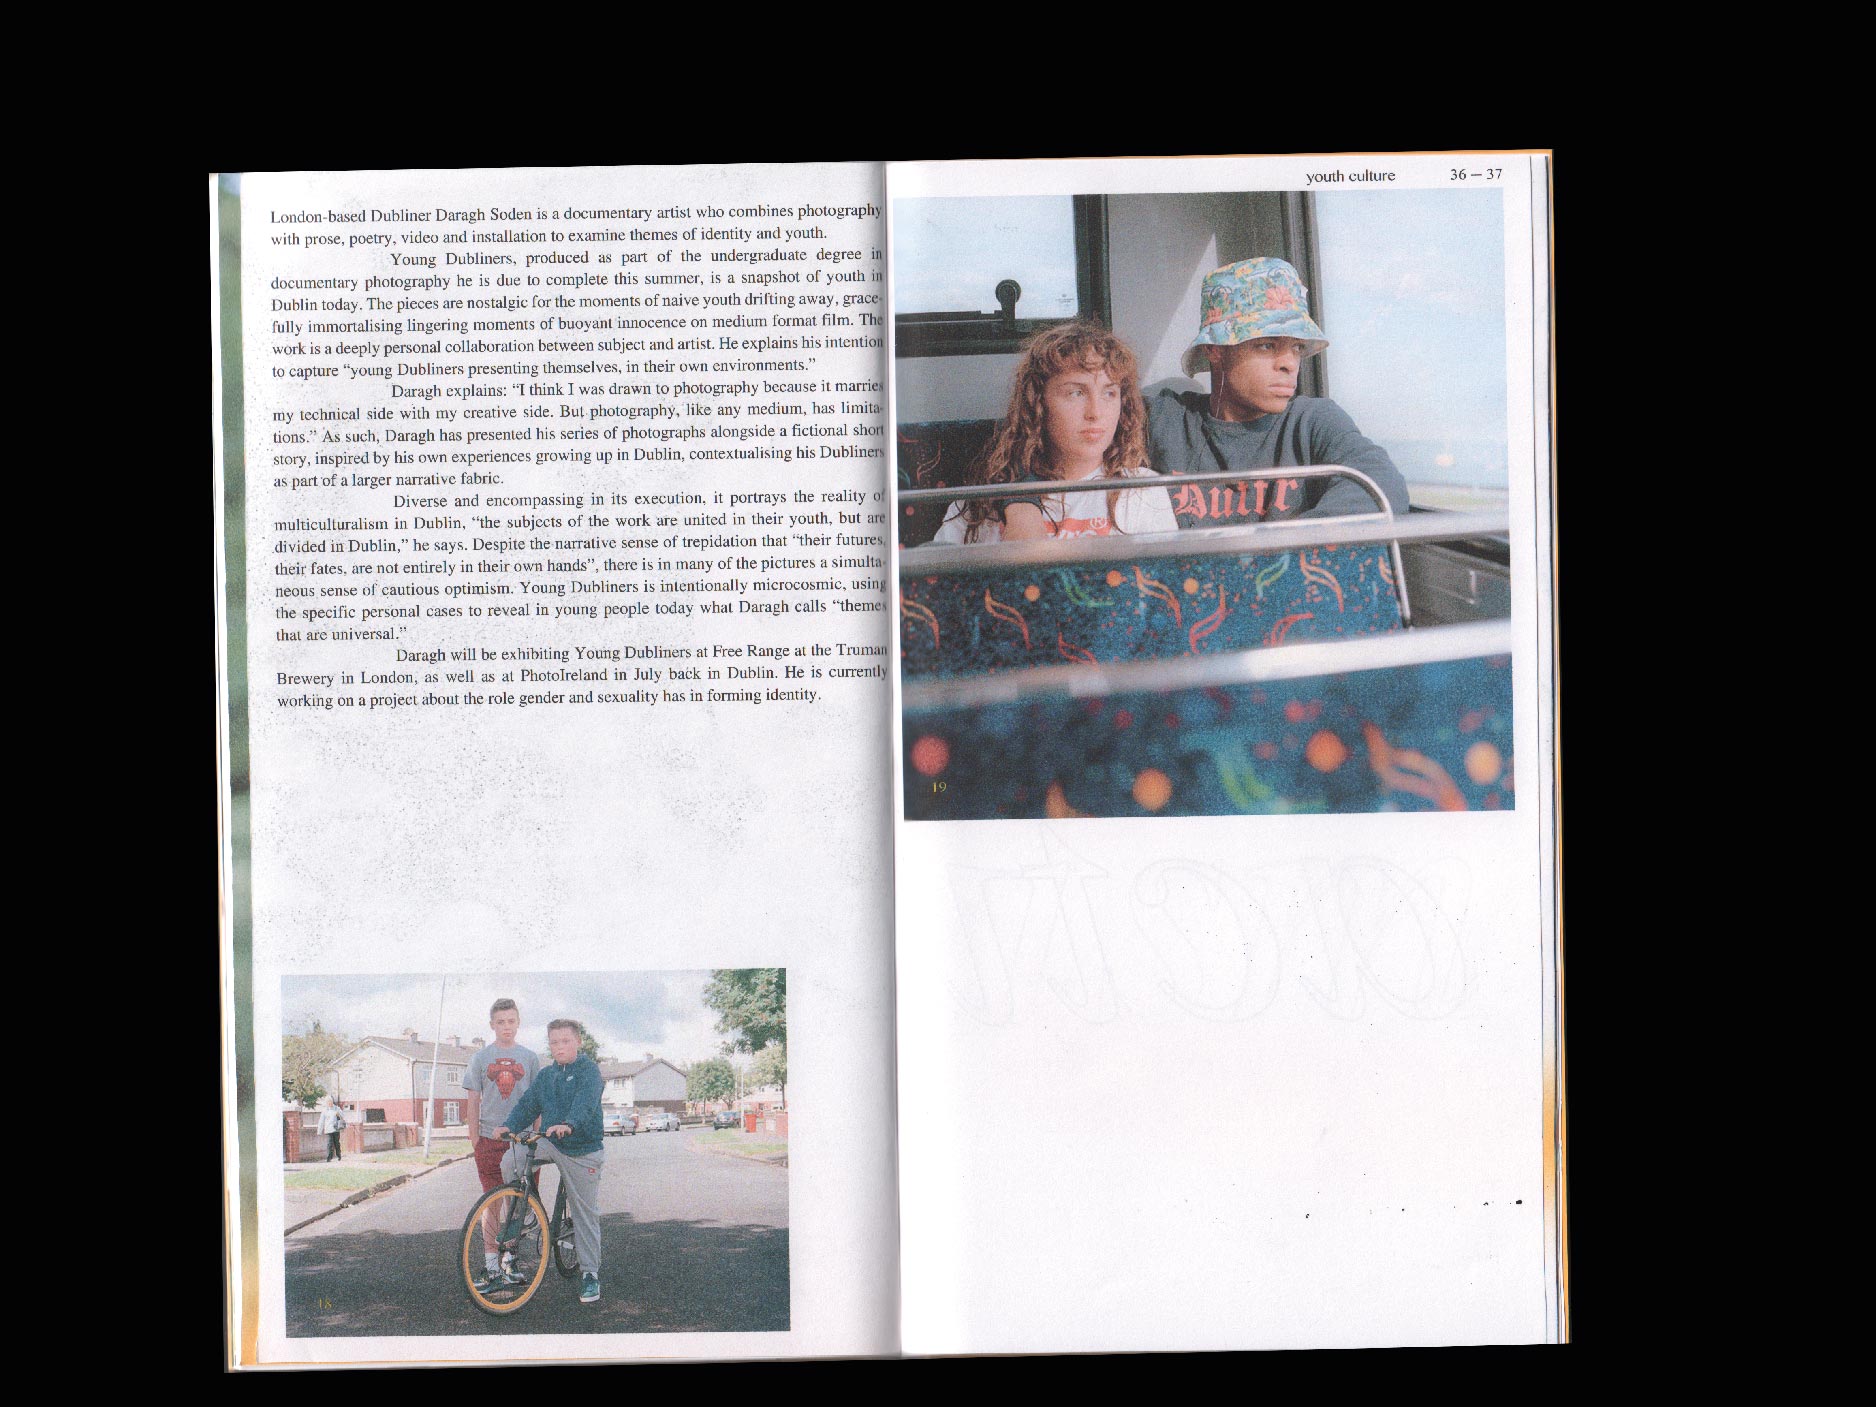 London-based Dubliner Daragh Soden is a documentary artist who combines photography
with prose, poetry, video and installation to examine themes of identity and youth.
Young Dubliners, produced as part of the undergraduate degree in
documentary photography he is due to complete this summer, is a snapshot of youth in
Dublin today. The pieces are nostalgic for the moments of naive youth drifting away, grace-
fully immortalising lingering moments of buoyant innocence on medium format film. The
work is a deeply personal collaboration between subject and artist. He explains his intention
to capture “young Dubliners presenting themselves, in their own environments.”
Daragh explains: “I think I was drawn to photography because it marries
my technical side with my creative side. But photography, like any medium, has limita-
tions.” As such, Daragh has presented his series of photographs alongside a fictional short
story, inspired by his own experiences growing up in Dublin, contextualising his Dubliners
as part of a larger narrative fabric.
Diverse and encompassing in its execution, it portrays the reality of
multiculturalism in Dublin, “the subjects of the work are united in their youth, but are
divided in Dublin,” he says. Despite the narrative sense of trepidation that “their futures,
their fates, are not entirely in their own hands”, there is in many of the pictures a simulta-
neous sense of cautious optimism. Young Dubliners is intentionally microcosmic, using
the specific personal cases to reveal in young people today what Daragh calls “themes
that are universal.”
Daragh will be exhibiting Young Dubliners at Free Range at the Truman
Brewery in London, as well as at PhotoIreland in July back in Dublin. He is currently
working on a project about the role gender and sexuality has in forming identity.
18
youth culture 36 – 37
19